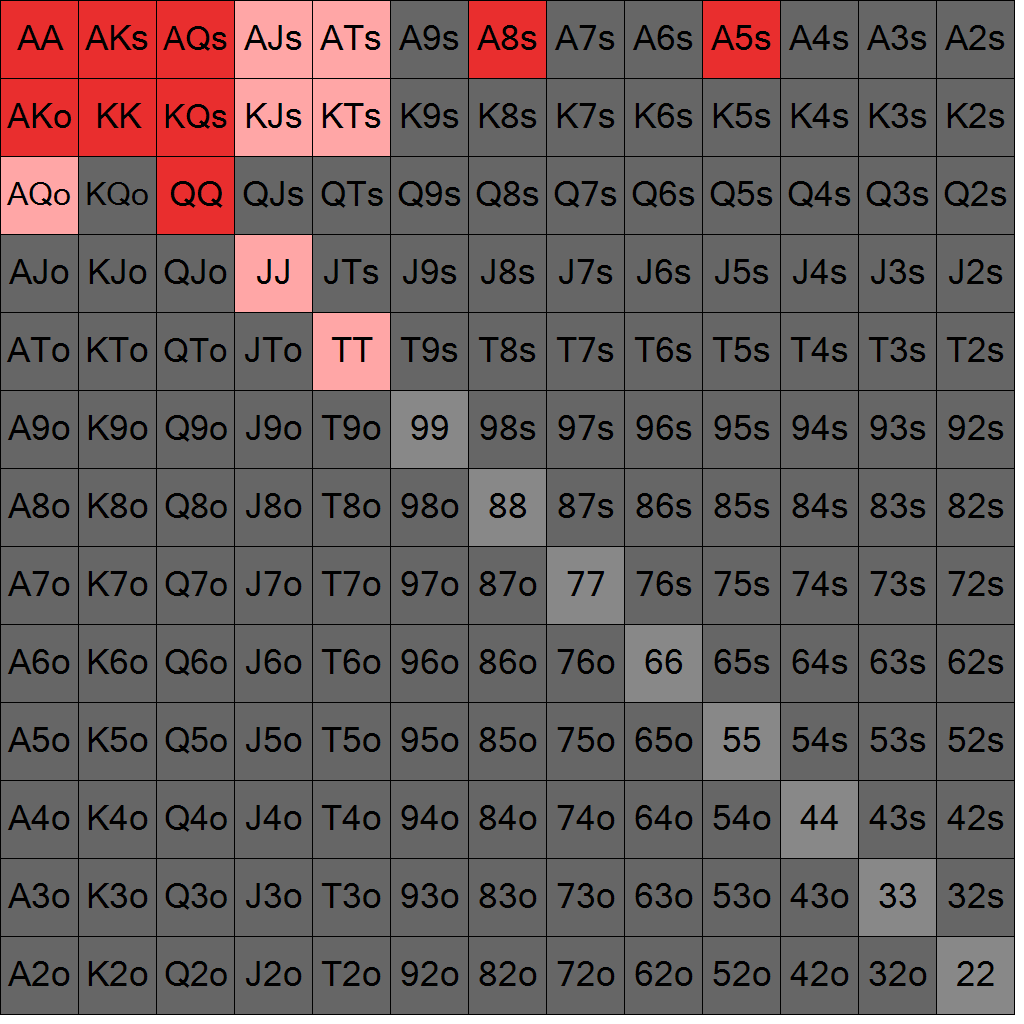 AA AKs AQs AJs ATs A9s A8s A7s A6s A5s A4s A3s A2s
AKo KK KQs KJs KTs K9s K8s K7s K6s K5s K4s K3s K2s
AQo KQo QQ QJs QTs Q9s Q8s Q7s Q6s Q5s Q4s Q3s Q2s
AJo KJo QJo JJ JTs J9s J8s J7s J6s J5s J4s J3s J2s
ATo KTo QTo JTo TT T9s T8s T7s T6s T5s T4s T3s T2s
A9o K9o Q9o J9o T9o 99 98s 97s 96s 95s 94s 93s 92s
A8o K8o Q8o J8o T8o 98o 88 87s 86s 85s 84s 83s 82s
A7o K7o Q7o J7o T7o 97o 87o 77 76s 75s 74s 73s 72s
A6o K6o Q6o J6o T6o 96o 86o 76o 66 65s 64s 63s 62s
A5o K5o Q5o J5o T5o 95o 85o 75o 65o 55 54s 53s 52s
A4o K4o Q4o J4o T4o 94o 84o 74o 64o 54o 44 43s 42s
A3o K3o Q3o J3o T3o 93o 83o 73o 63o 53o 43o 33 32s
A2o K2o Q2o J2o T2o 92o 82o 72o 62o 52o 42o 32o 22